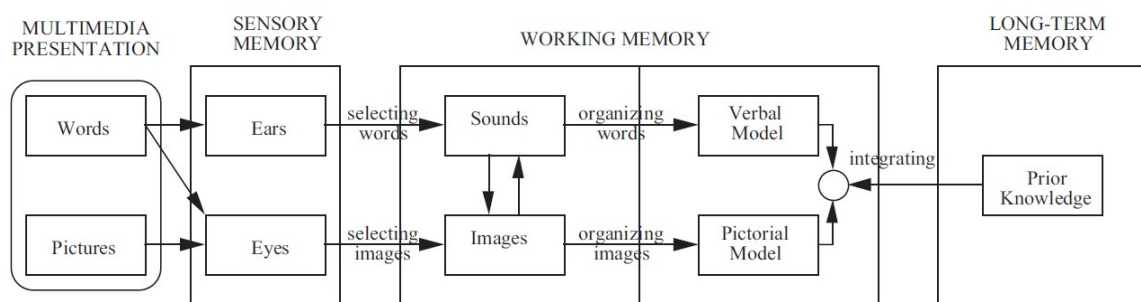 MULTIMEDIA
PRESENTATION
SENSORY
MEMORY
WORKING MEMORY
LONG-TERM
MEMORY
Words
Ears
selecting
words
Sounds
organizing
words
Verbal
Model
integrating
Prior
Knowledge
Pictures
Eyes
selecting
images
Images
organizing
images
Pictorial
Model